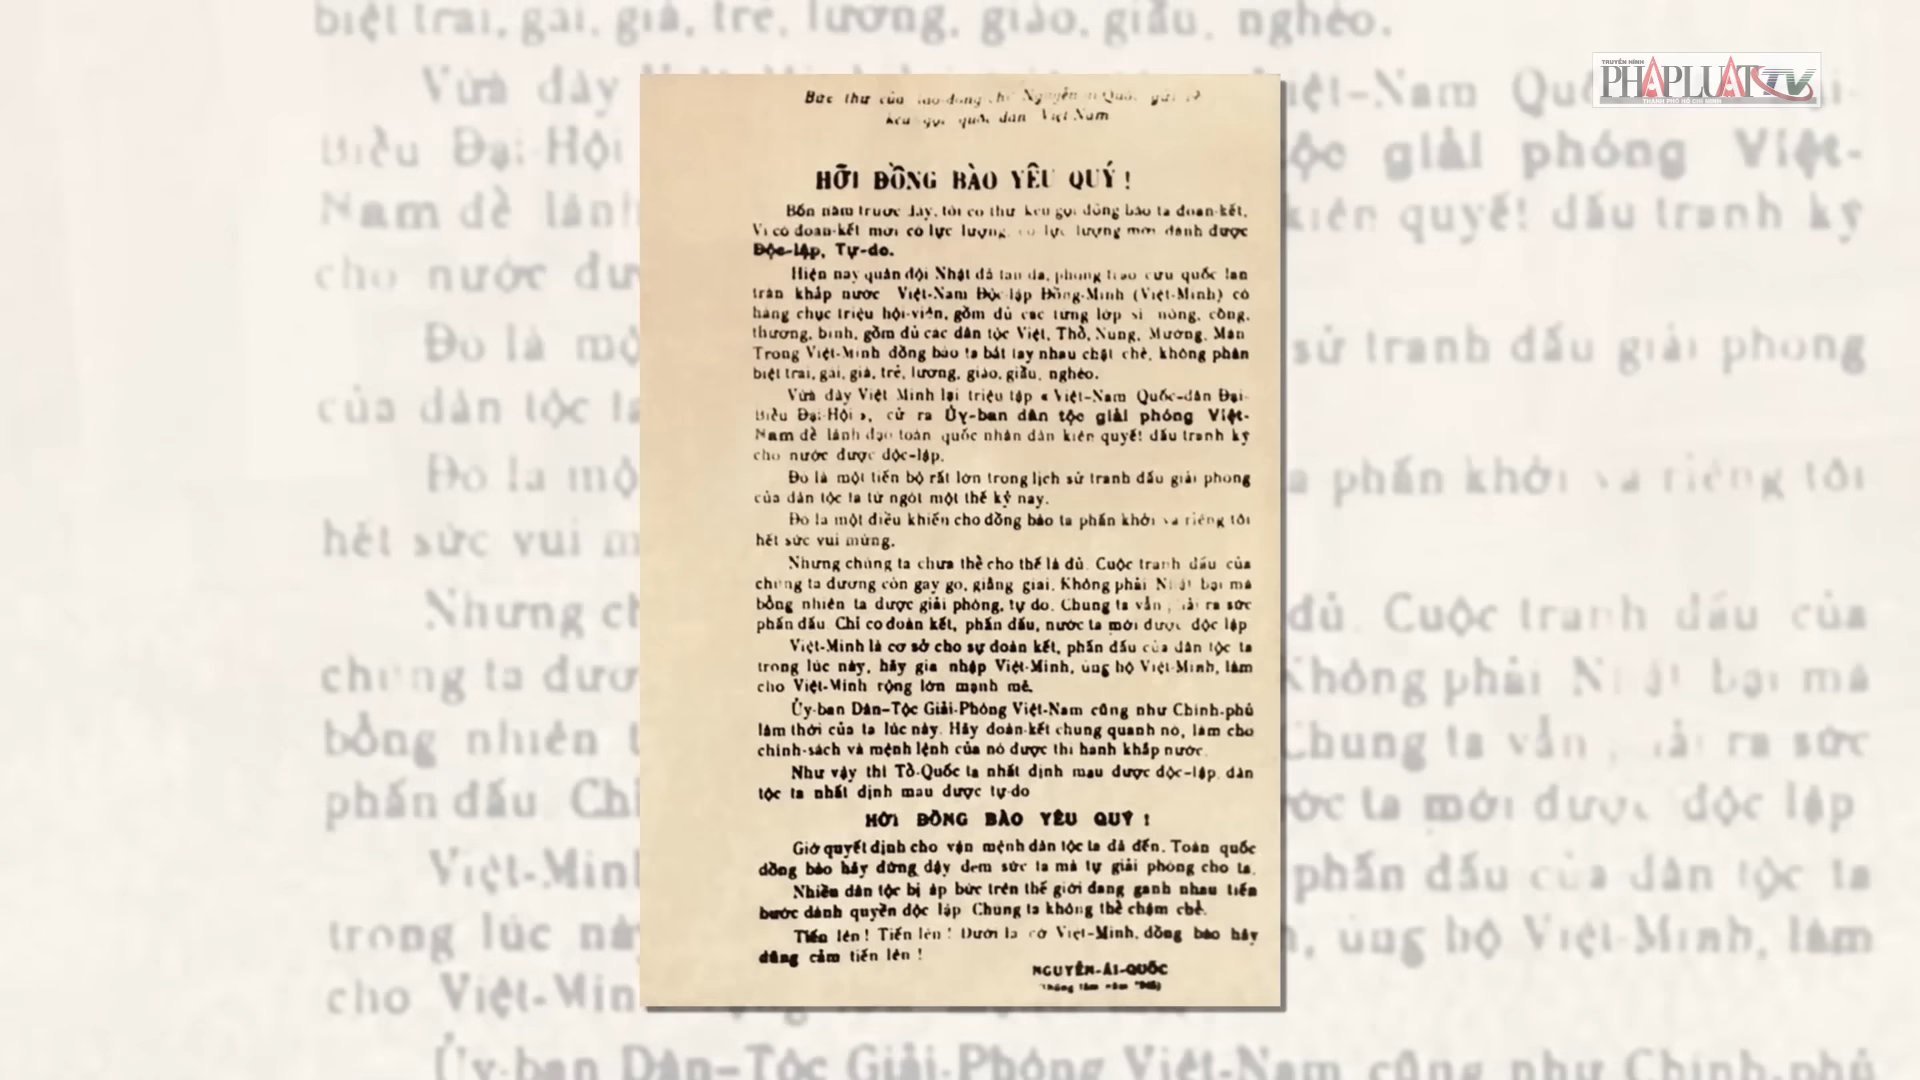 TRUYỀN HÌNH
PHÁPLUẬTTV
THÀNH PHỐ HỒ CHÍ MINH
Bức thư của
quốc dân Việt Nam
HỠI ĐỒNG BÀO YÊU QUÝ !
Bốn năm trước đây, tôi có thư kêu gọi đồng bào ta đoàn-kết.
Vì có đoàn-kết mới có lực lượng, có lực lượng mới dành được
Độc-lập, Tự-do.
Hiện nay quân đội Nhật đã tan dã, phong trào cứu quốc lan
tràn khắp nước Việt-Nam Độc-lập Đồng-Minh (Việt-Minh) có
hàng chục triệu hội-viên, gồm đủ các từng lớp sĩ nông, công,
thương, binh, gồm đủ các dân tộc Việt, Thổ, Nùng, Mường, Mán
Trong Việt-Minh đồng bào ta bắt tay nhau chặt chẽ, không phân
biệt trai, gái, già, trẻ, lương, giáo, giầu, nghèo.
Vừa đây Việt Minh lại triệu tập « Việt-Nam Quốc-dân Đại-
Biểu Đại-Hội », cử ra Ủy-ban dân tộc giải phóng Việt-
Nam để lãnh đạo toàn quốc nhân dân kiên quyết! đấu tranh kỳ
cho nước được độc-lập.
Đó là một tiến bộ rất lớn trong lịch sử tranh đấu giải phóng
của dân tộc ta từ ngót một thế kỷ nay.
Đó là một điều khiến cho đồng bào ta phấn khởi và riêng tôi
hết sức vui mừng.
Nhưng chúng ta chưa thể cho thế là đủ. Cuộc tranh đấu của
chúng ta đương còn gay go, giằng giai. Không phải Nhật bại mà
bổng nhiên ta được giải phóng, tự do. Chúng ta vẫn phải ra sức
phấn đấu. Chỉ có đoàn kết, phấn đấu, nước ta mới được độc lập
Việt-Minh là cơ sở cho sự đoàn kết, phấn đấu của dân tộc ta
trong lúc này, hãy gia nhập Việt-Minh, ủng hộ Việt-Minh, làm
cho Việt-Minh rộng lớn mạnh mẽ.
Ủy-ban Dân-Tộc Giải-Phóng Việt-Nam cũng như Chính-phủ
lâm thời của ta lúc này. Hãy đoàn-kết chung quanh nó, làm cho
chính-sách và mệnh lệnh của nó được thi hành khắp nước.
Như vậy thì Tổ-Quốc ta nhất định mau được độc-lập, dân
tộc ta nhất định mau được tự-do
HỠI ĐỒNG BÀO YÊU QUÝ !
Giờ quyết định cho vận mệnh dân tộc ta đã đến. Toàn quốc
đồng bào hãy đứng dậy đem sức ta mà tự giải phóng cho ta.
Nhiều dân tộc bị áp bức trên thế giới đang ganh nhau tiến
bước dành quyền độc lập Chúng ta không thể chậm chễ.
Tiến lên ! Tiến lên ! Dưới lá cờ Việt-Minh, đồng bào hãy
dũng cảm tiến lên !
NGUYỄN-ÁI-QUỐC